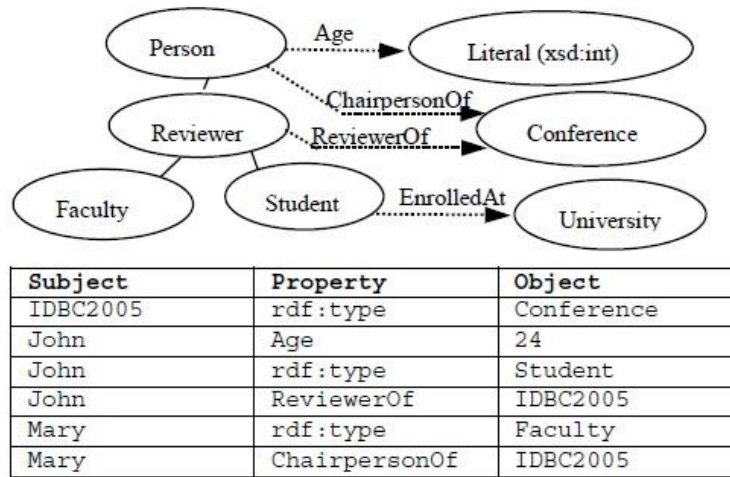 Person
Age
Literal (xsd:int)
ChairpersonOf
Reviewer
ReviewerOf
Conference
Faculty
Student
EnrolledAt
University
Subject Property Object
IDBC2005 rdf:type Conference
John Age 24
John rdf:type Student
John ReviewerOf IDBC2005
Mary rdf:type Faculty
Mary ChairpersonOf IDBC2005